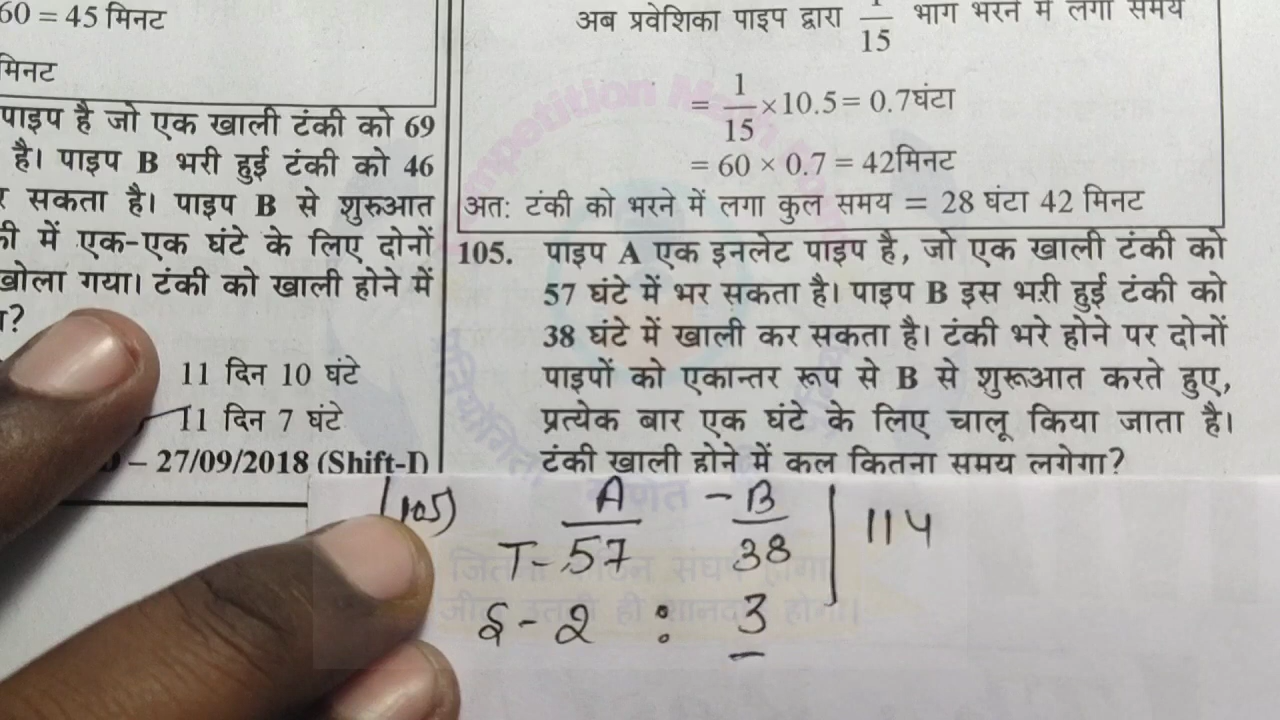 60 = 45 मिनट
मिनट
पाइप है जो एक खाली टंकी को 69
है। पाइप B भरी हुई टंकी को 46
र सकता है। पाइप B से शुरुआत
की में एक-एक घंटे के लिए दोनों
खोला गया। टंकी को खाली होने में
?
11 दिन 10 घंटे
11 दिन 7 घंटे
– 27/09/2018 (Shift-I)
अब प्रवेशिका पाइप द्वारा 1/15 भाग भरने में लगा समय
= 1/15 ×10.5 = 0.7घंटा
= 60 × 0.7 = 42मिनट
अत: टंकी को भरने में लगा कुल समय = 28 घंटा 42 मिनट
105. पाइप A एक इनलेट पाइप है, जो एक खाली टंकी को
57 घंटे में भर सकता है। पाइप B इस भरी हुई टंकी को
38 घंटे में खाली कर सकता है। टंकी भरे होने पर दोनों
पाइपों को एकान्तर रूप से B से शुरूआत करते हुए,
प्रत्येक बार एक घंटे के लिए चालू किया जाता है।
टंकी खाली होने में कुल कितना समय लगेगा?
105) A – B
T – 57 38 | 114
ξ – 2 : 3